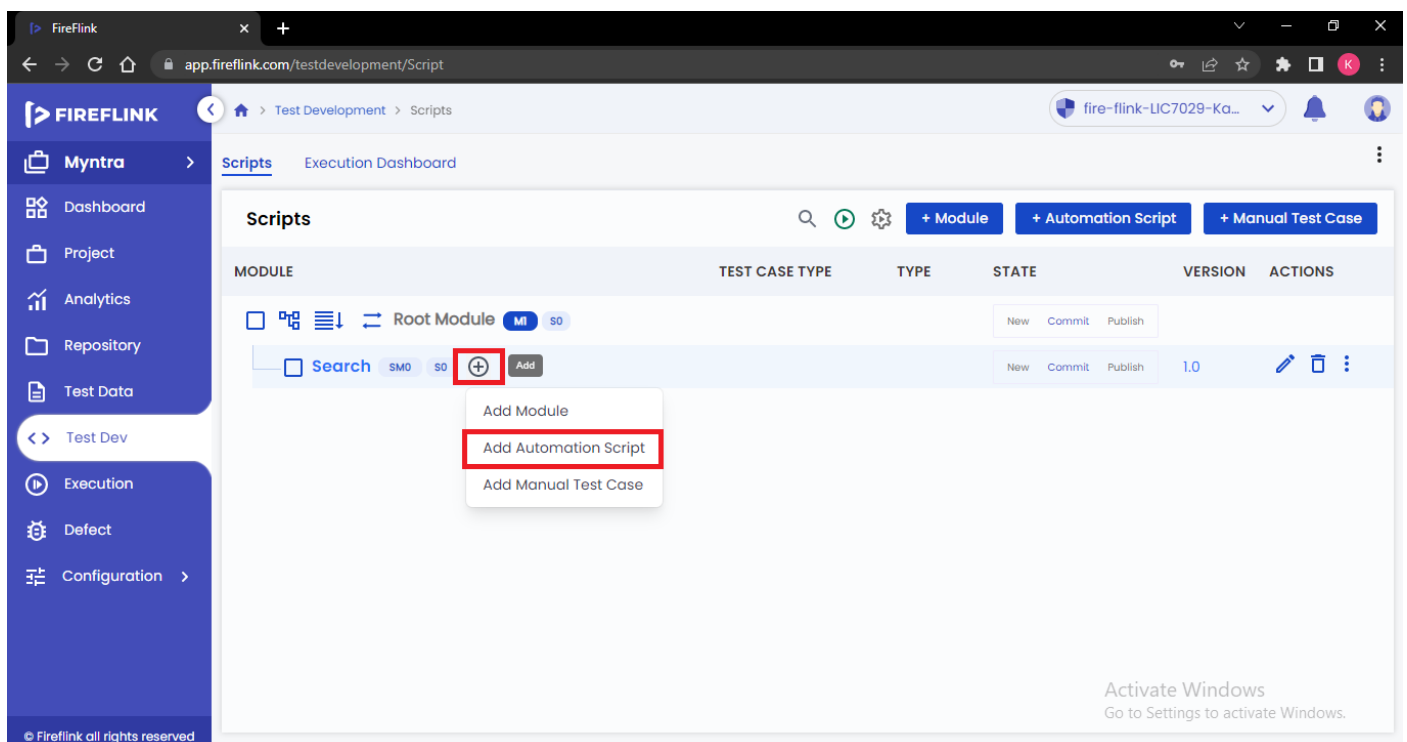 FireFlink
app.fireflink.com/testdevelopment/Script
K
FIREFLINK
Test Development > Scripts
fire-flink-LIC7029-Ka...
Myntra
Scripts Execution Dashboard
Dashboard
Scripts
+ Module
+ Automation Script
+ Manual Test Case
Project
MODULE TEST CASE TYPE TYPE STATE VERSION ACTIONS
Analytics
Root Module M1 S0 New Commit Publish
Repository
Search SM0 S0 Add New Commit Publish 1.0
Test Data
Add Module
Test Dev
Add Automation Script
Execution
Add Manual Test Case
Defect
Configuration
Activate Windows
Go to Settings to activate Windows.
© Fireflink all rights reserved